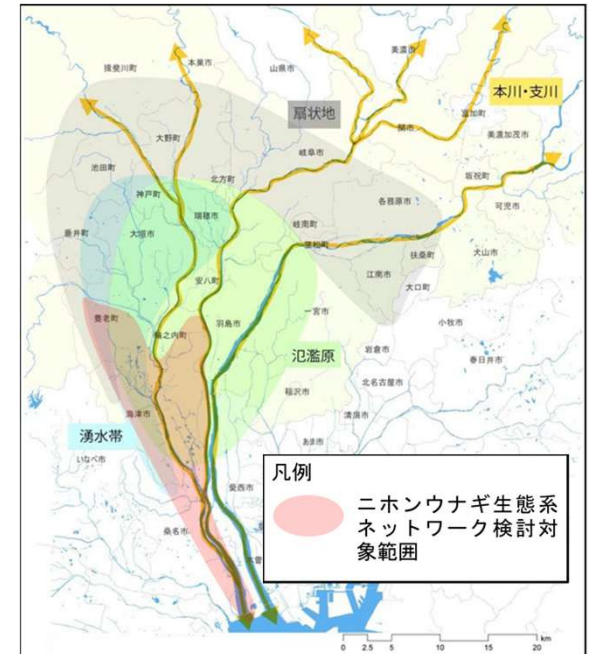 揖斐川町
本巣市
山県市
美濃市
本川・支川
扇状地
富加町
関市
美濃加茂市
大野町
岐阜市
坂祝町
池田町
北方町
神戸町
各務原市
可児市
瑞穂市
岐南町
垂井町
大垣市
笠松町
扶桑町
犬山市
江南市
安八町
大口町
養老町
一宮市
羽島市
小牧市
輪之内町
岩倉市
氾濫原
春日井市
北名古屋市
稲沢市
海津市
清須市
湧水帯
あま市
いなべ市
凡例
愛西市
ニホンウナギ生態系
ネットワーク検討対
象範囲
桑名市
km
0 2.5 5 10 15 20